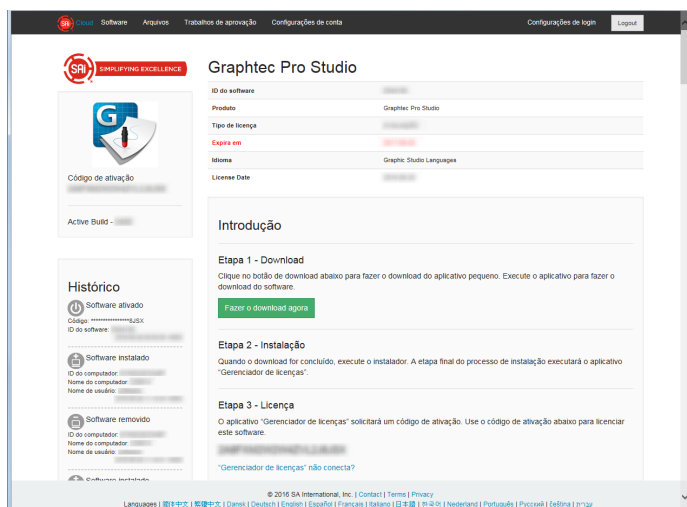 SAi Cloud Software Arquivos Trabalhos de aprovação Configurações de conta Configurações de login Logout
SAi SIMPLIFYING EXCELLENCE
Graphtec Pro Studio
ID do software
Produto Graphtec Pro Studio
Tipo de licença
Expira em
Idioma Graphic Studio Languages
License Date
G
Código de ativação
Active Build -
Introdução
Etapa 1 - Download
Clique no botão de download abaixo para fazer o download do aplicativo pequeno. Execute o aplicativo para fazer o
download do software.
Fazer o download agora
Etapa 2 - Instalação
Quando o download for concluído, execute o instalador. A etapa final do processo de instalação executará o aplicativo
"Gerenciador de licenças".
Etapa 3 - Licença
O aplicativo "Gerenciador de licenças" solicitará um código de ativação. Use o código de ativação abaixo para licenciar
este software.
"Gerenciador de licenças" não conecta?
Histórico
Software ativado
Código: ****************8JSX
ID do software:
Software instalado
ID do computador:
Nome do computador:
Nome de usuário:
Software removido
ID do computador:
Nome do computador:
Nome de usuário:
Software instalado
© 2016 SA International, Inc. | Contact | Terms | Privacy
Languages | 简体中文 | 繁體中文 | Dansk | Deutsch | English | Español | Francais | Italiano | 日本語 | 한국어 | Nederland | Português | Русский | čeština | עברית